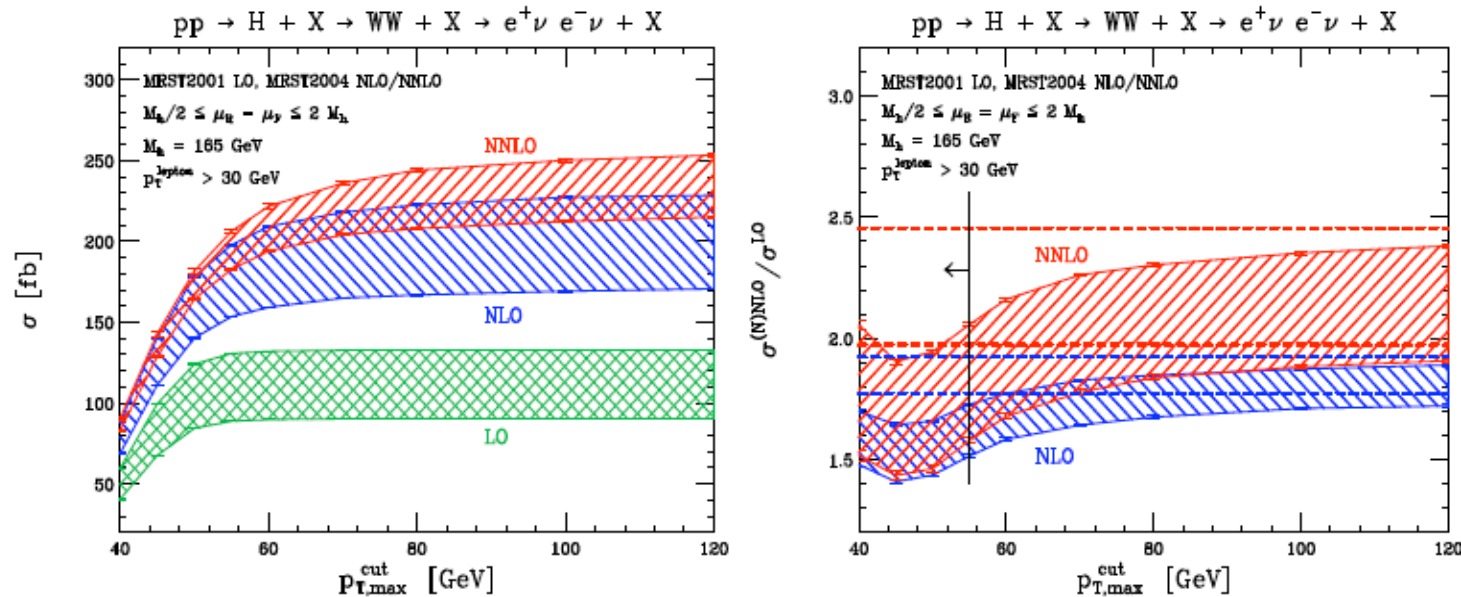 pp → H + X → WW + X → e⁺ν e⁻ν + X
MRST2001 LO, MRST2004 NLO/NNLO
M_h/2 ≤ μ_R = μ_F ≤ 2 M_h
M_h = 165 GeV
p_T^lepton > 30 GeV
NNLO
NLO
LO
σ [fb]
300
250
200
150
100
50
40 60 80 100 120
p_T,max^cut [GeV]
pp → H + X → WW + X → e⁺ν e⁻ν + X
MRST2001 LO, MRST2004 NLO/NNLO
M_h/2 ≤ μ_R = μ_F ≤ 2 M_h
M_h = 165 GeV
p_T^lepton > 30 GeV
NNLO
NLO
σ^(N)NLO/σ^LO
3.0
2.5
2.0
1.5
40 60 80 100 120
p_T,max^cut [GeV]